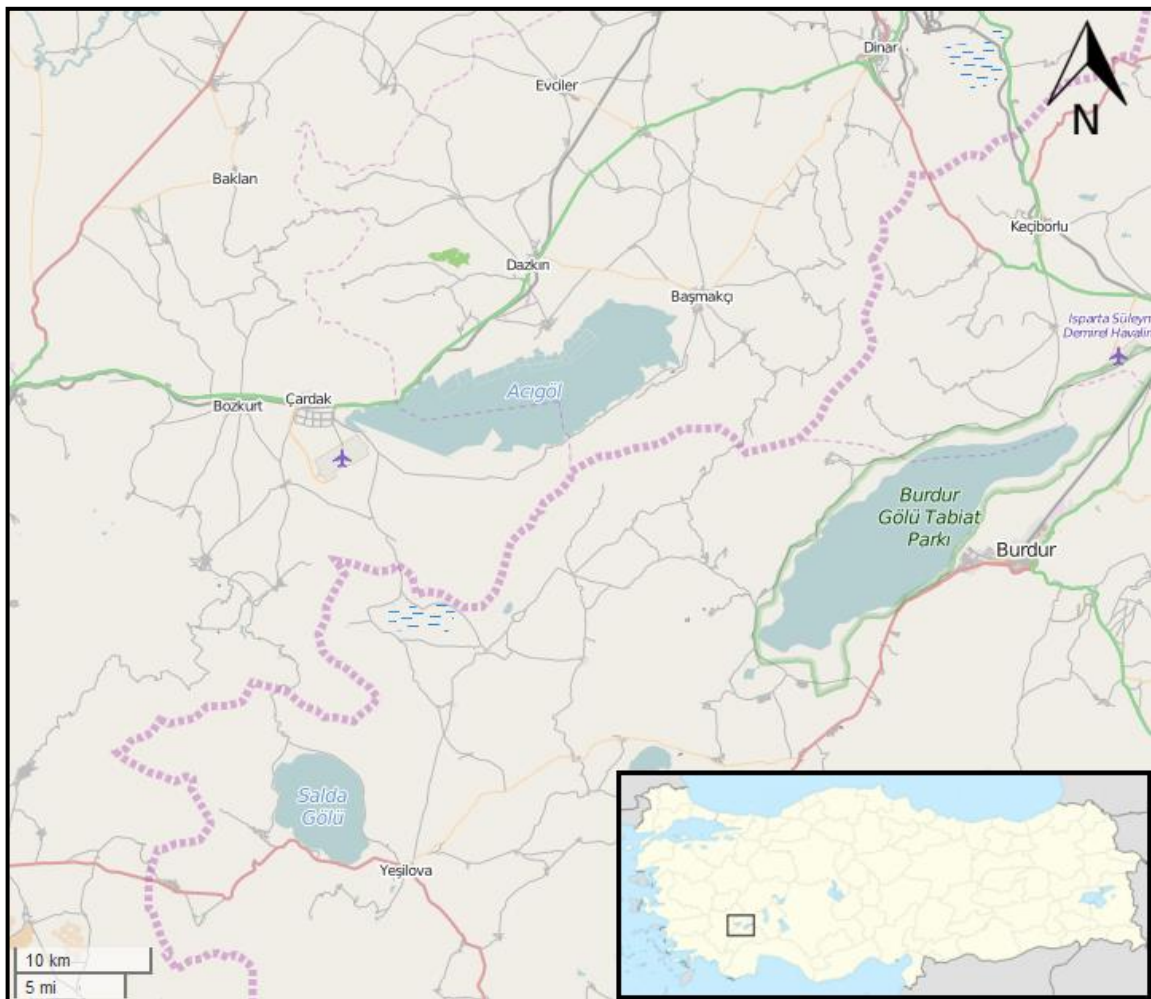 Dinar
Evciler
N
Baklan
Keçiborlu
Dazkırı
Başmakçı
Isparta Süleym
Demirel Havalim
Acıgöl
Çardak
Bozkurt
Burdur
Gölü Tabiat
Parkı
Burdur
Salda
Gölü
Yeşilova
10 km
5 mi